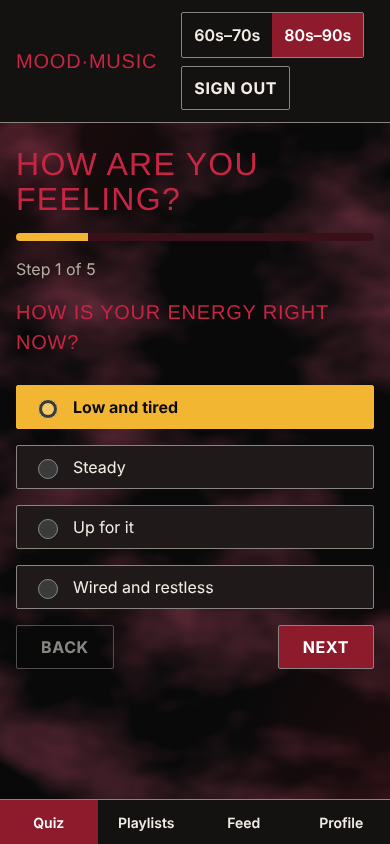 MOOD·MUSIC
60s–70s
80s–90s
SIGN OUT
HOW ARE YOU
FEELING?
Step 1 of 5
HOW IS YOUR ENERGY RIGHT
NOW?
Low and tired
Steady
Up for it
Wired and restless
BACK
NEXT
Quiz
Playlists
Feed
Profile